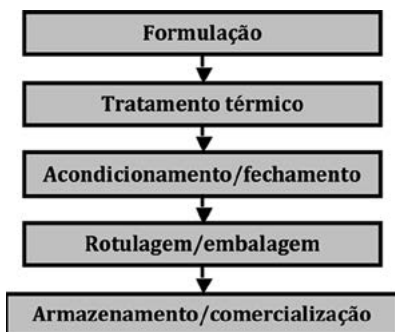 Formulação
Tratamento térmico
Acondicionamento/fechamento
Rotulagem/embalagem
Armazenamento/comercialização